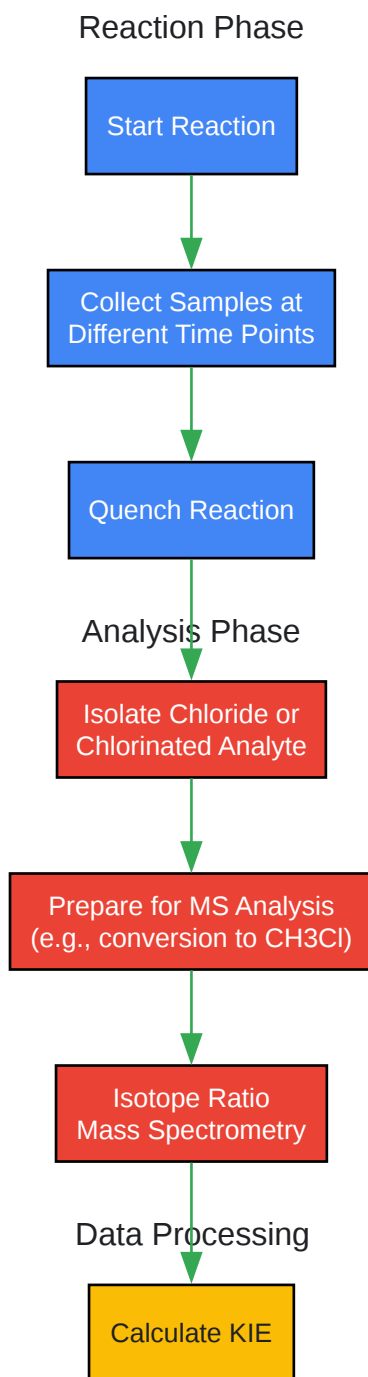 Reaction Phase
Start Reaction
Collect Samples at
Different Time Points
Quench Reaction
Analysis Phase
Isolate Chloride or
Chlorinated Analyte
Prepare for MS Analysis
(e.g., conversion to CH3Cl)
Isotope Ratio
Mass Spectrometry
Data Processing
Calculate KIE